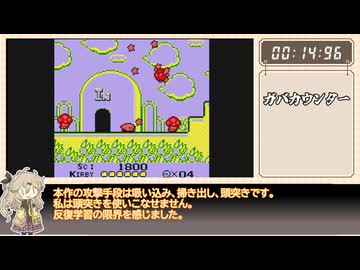 00:14:96
ガバカウンター
IN
Sc: 1800
KIRBY ×04
本作の攻撃手段は吸い込み、掃き出し、頭突きです。
私は頭突きを使いこなせません。
反復学習の限界を感じました。